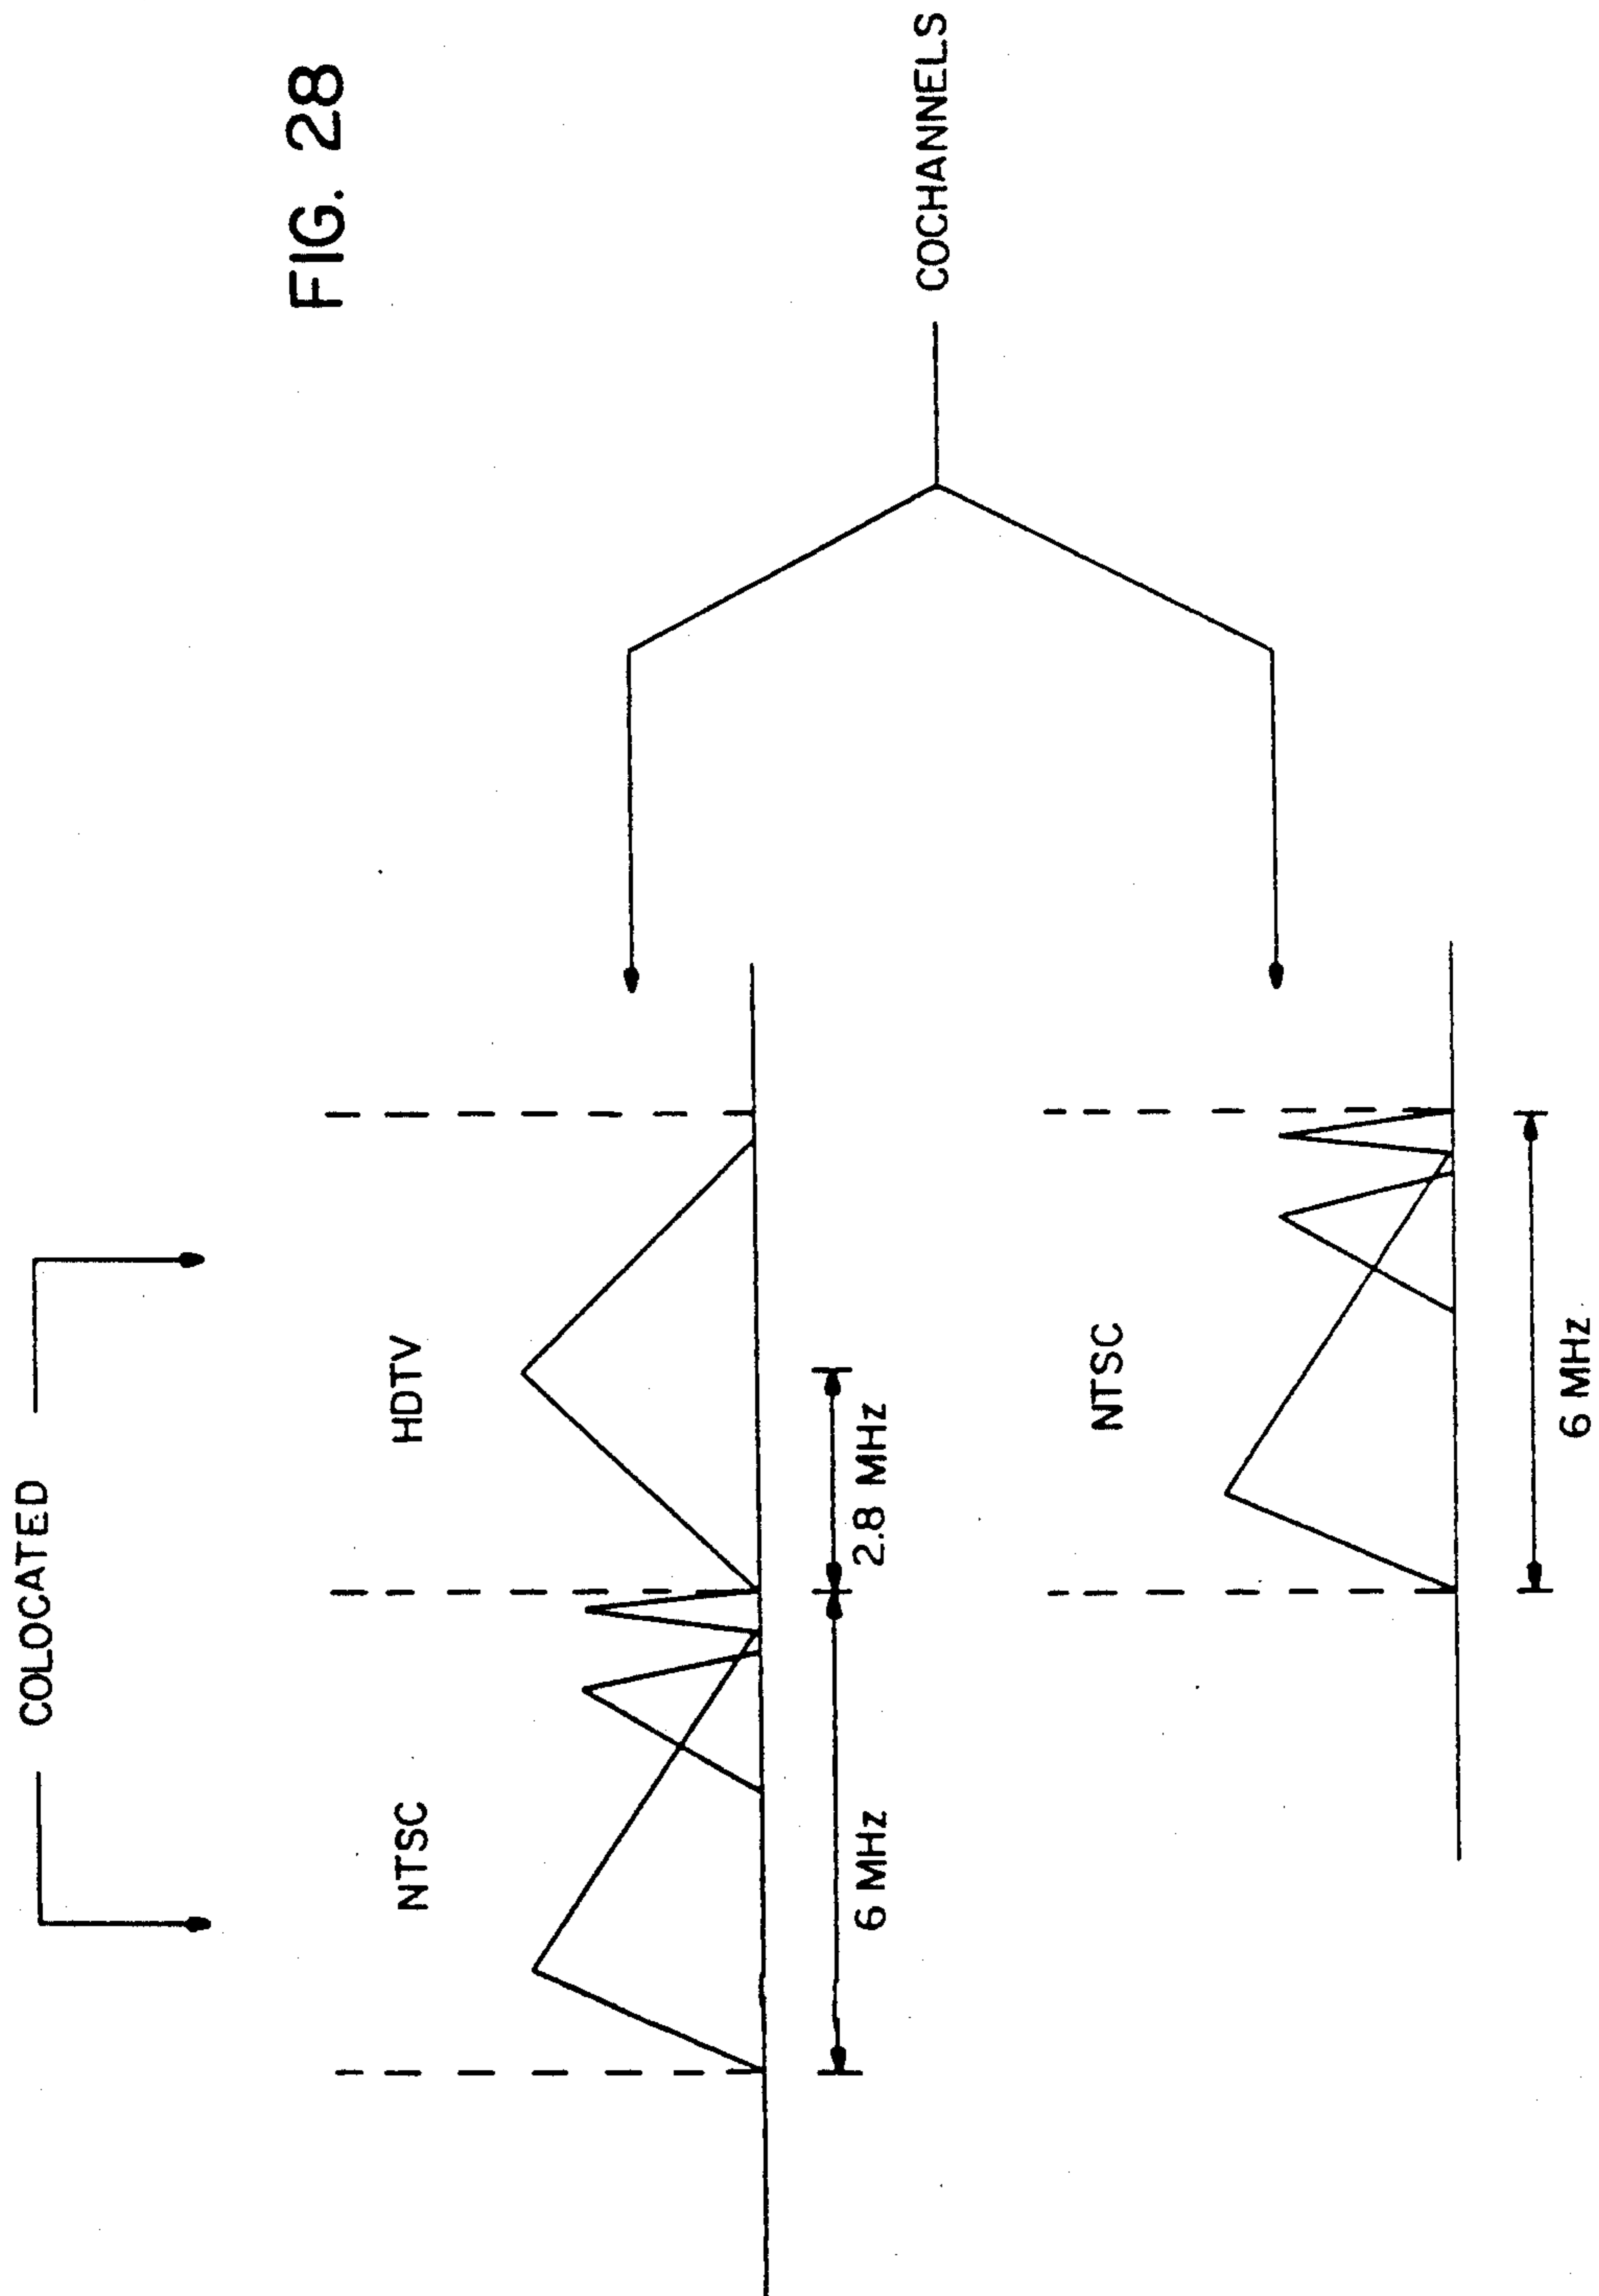 FIG. 28
COLOCATED
NTSC
HDTV
6 MHz
2.8 MHz
COCHANNELS
NTSC
6 MHz